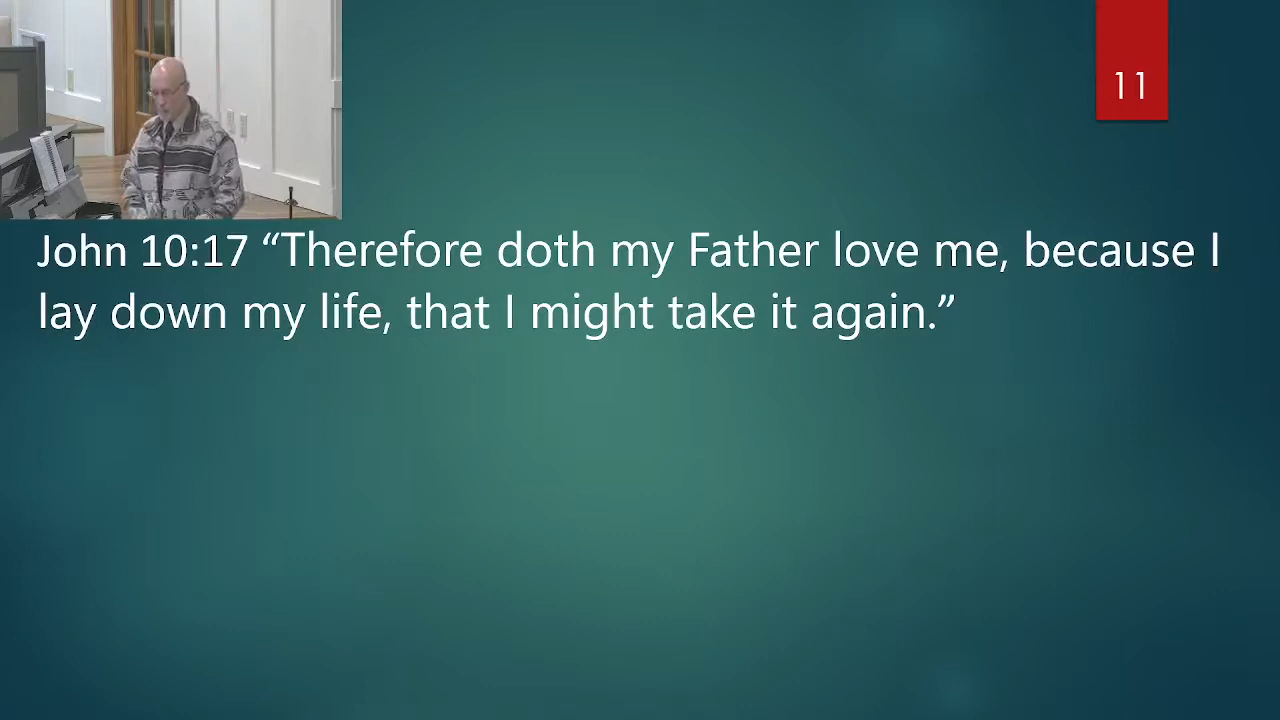 11
John 10:17 “Therefore doth my Father love me, because I
lay down my life, that I might take it again.”